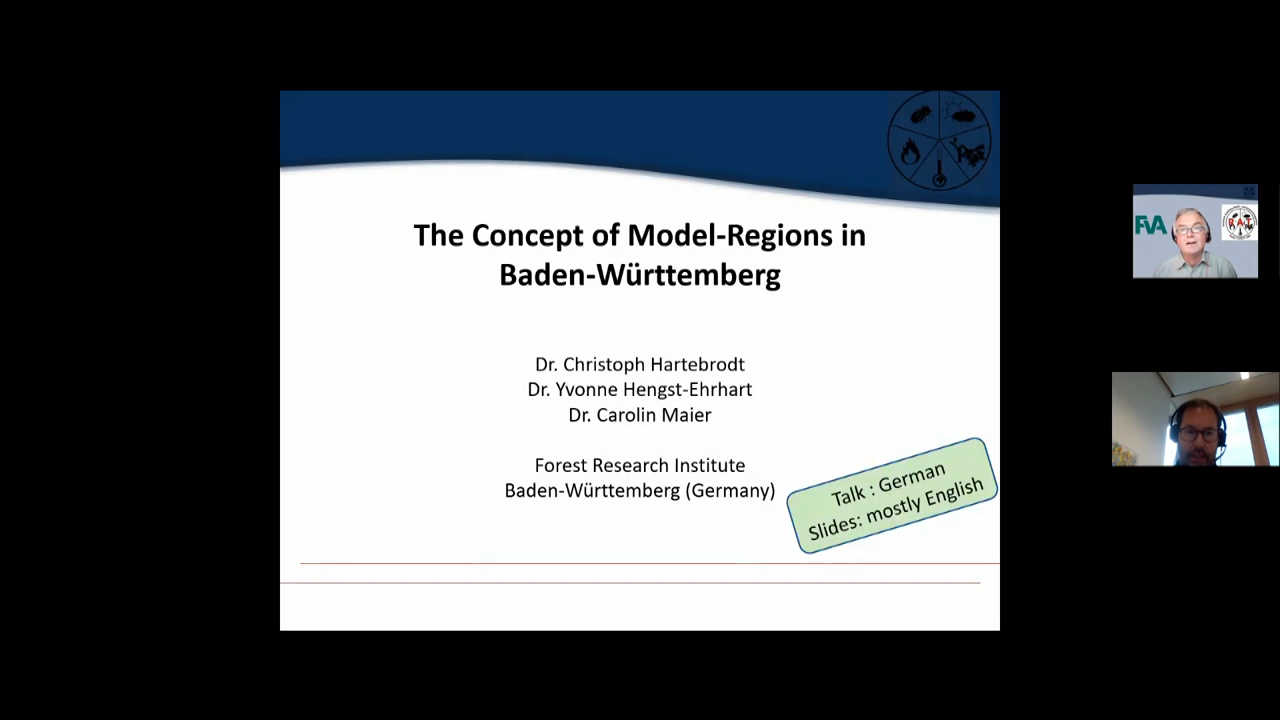 The Concept of Model-Regions in
Baden-Württemberg
Dr. Christoph Hartebrodt
Dr. Yvonne Hengst-Ehrhart
Dr. Carolin Maier
Forest Research Institute
Baden-Württemberg (Germany)
Talk : German
Slides: mostly English
FVA